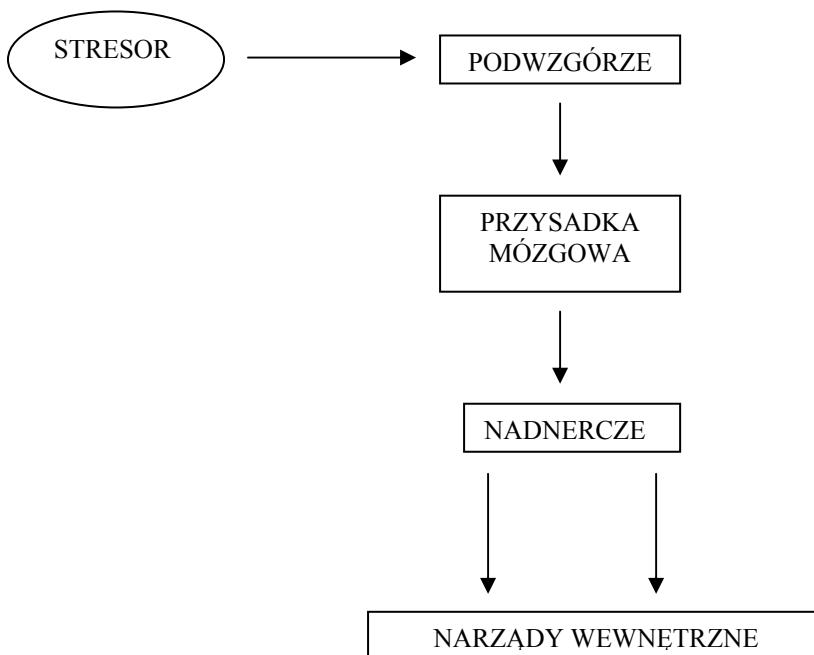 STRESOR
PODWZGÓRZE
PRZYSADKA
MÓZGOWA
NADNERCZE
NARZĄDY WEWNĘTRZNE